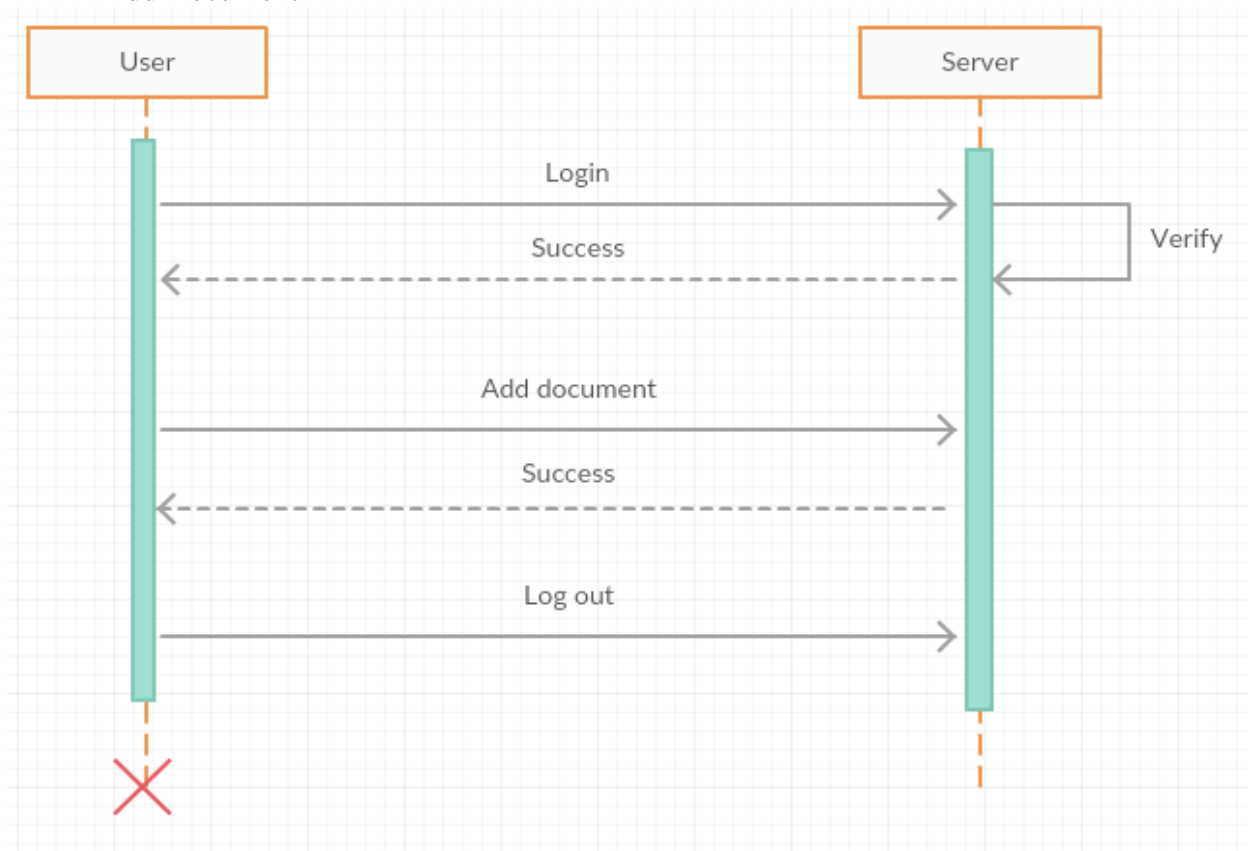 User
Server
Login
Success
Verify
Add document
Success
Log out